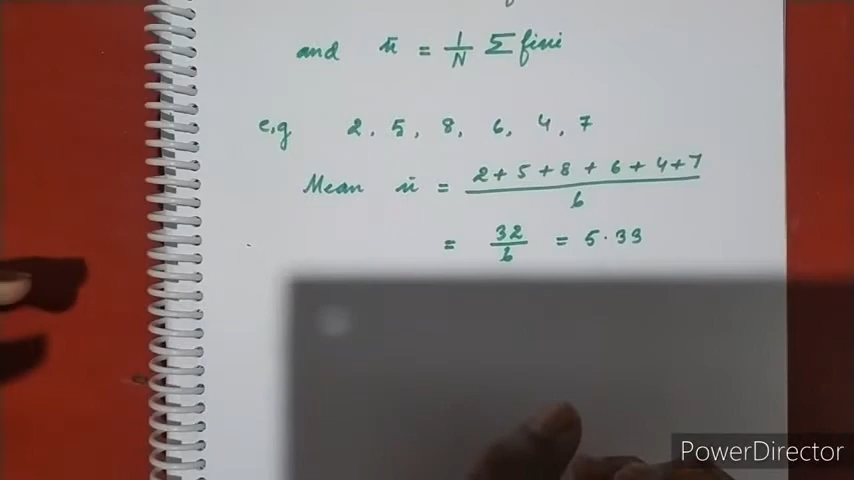 and x̄ = 1/N Σ fixi
e.g 2, 5, 8, 6, 4, 7
Mean x̄ = 2+5+8+6+4+7 / 6
= 32/6 = 5.33
PowerDirector